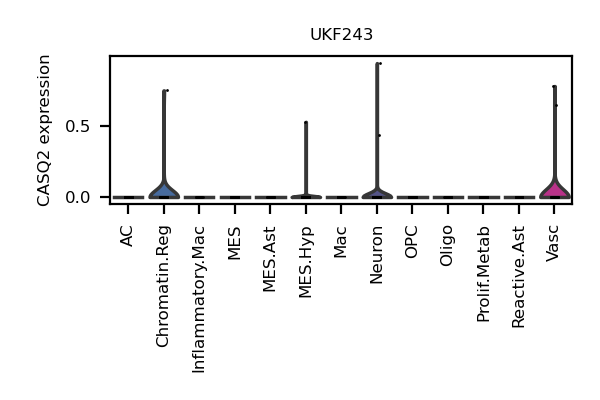 UKF243
CASQ2 expression
0.5
0.0
AC
Chromatin.Reg
Inflammatory.Mac
MES
MES.Ast
MES.Hyp
Mac
Neuron
OPC
Oligo
Prolif.Metab
Reactive.Ast
Vasc